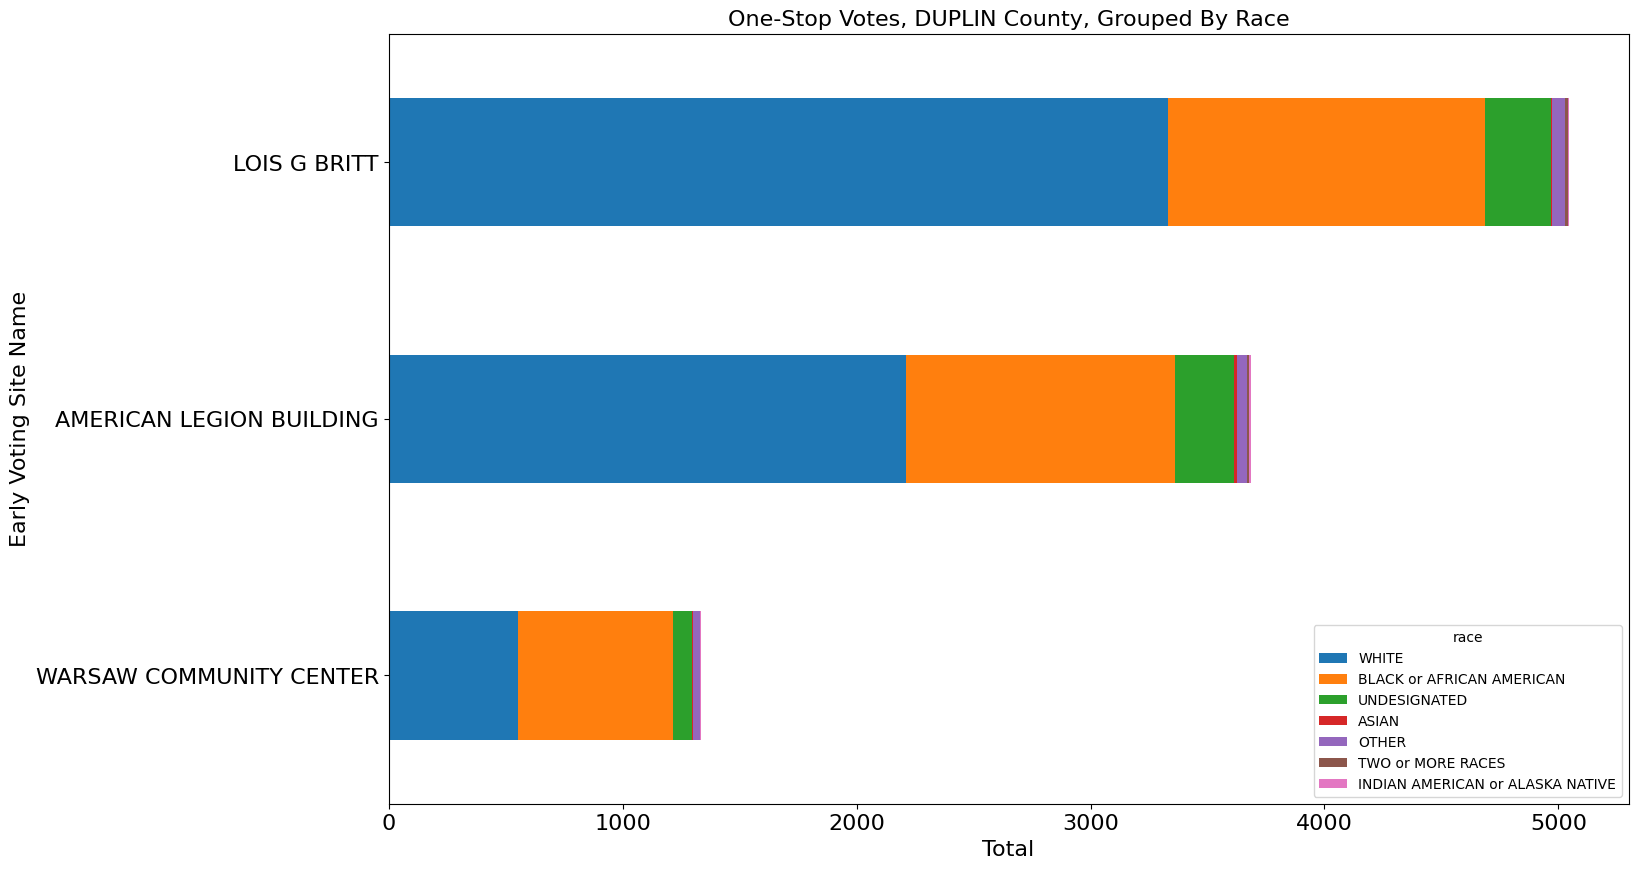 One-Stop Votes, DUPLIN County, Grouped By Race
Early Voting Site Name
LOIS G BRITT
AMERICAN LEGION BUILDING
WARSAW COMMUNITY CENTER
race
WHITE
BLACK or AFRICAN AMERICAN
UNDESIGNATED
ASIAN
OTHER
TWO or MORE RACES
INDIAN AMERICAN or ALASKA NATIVE
0 1000 2000 3000 4000 5000
Total